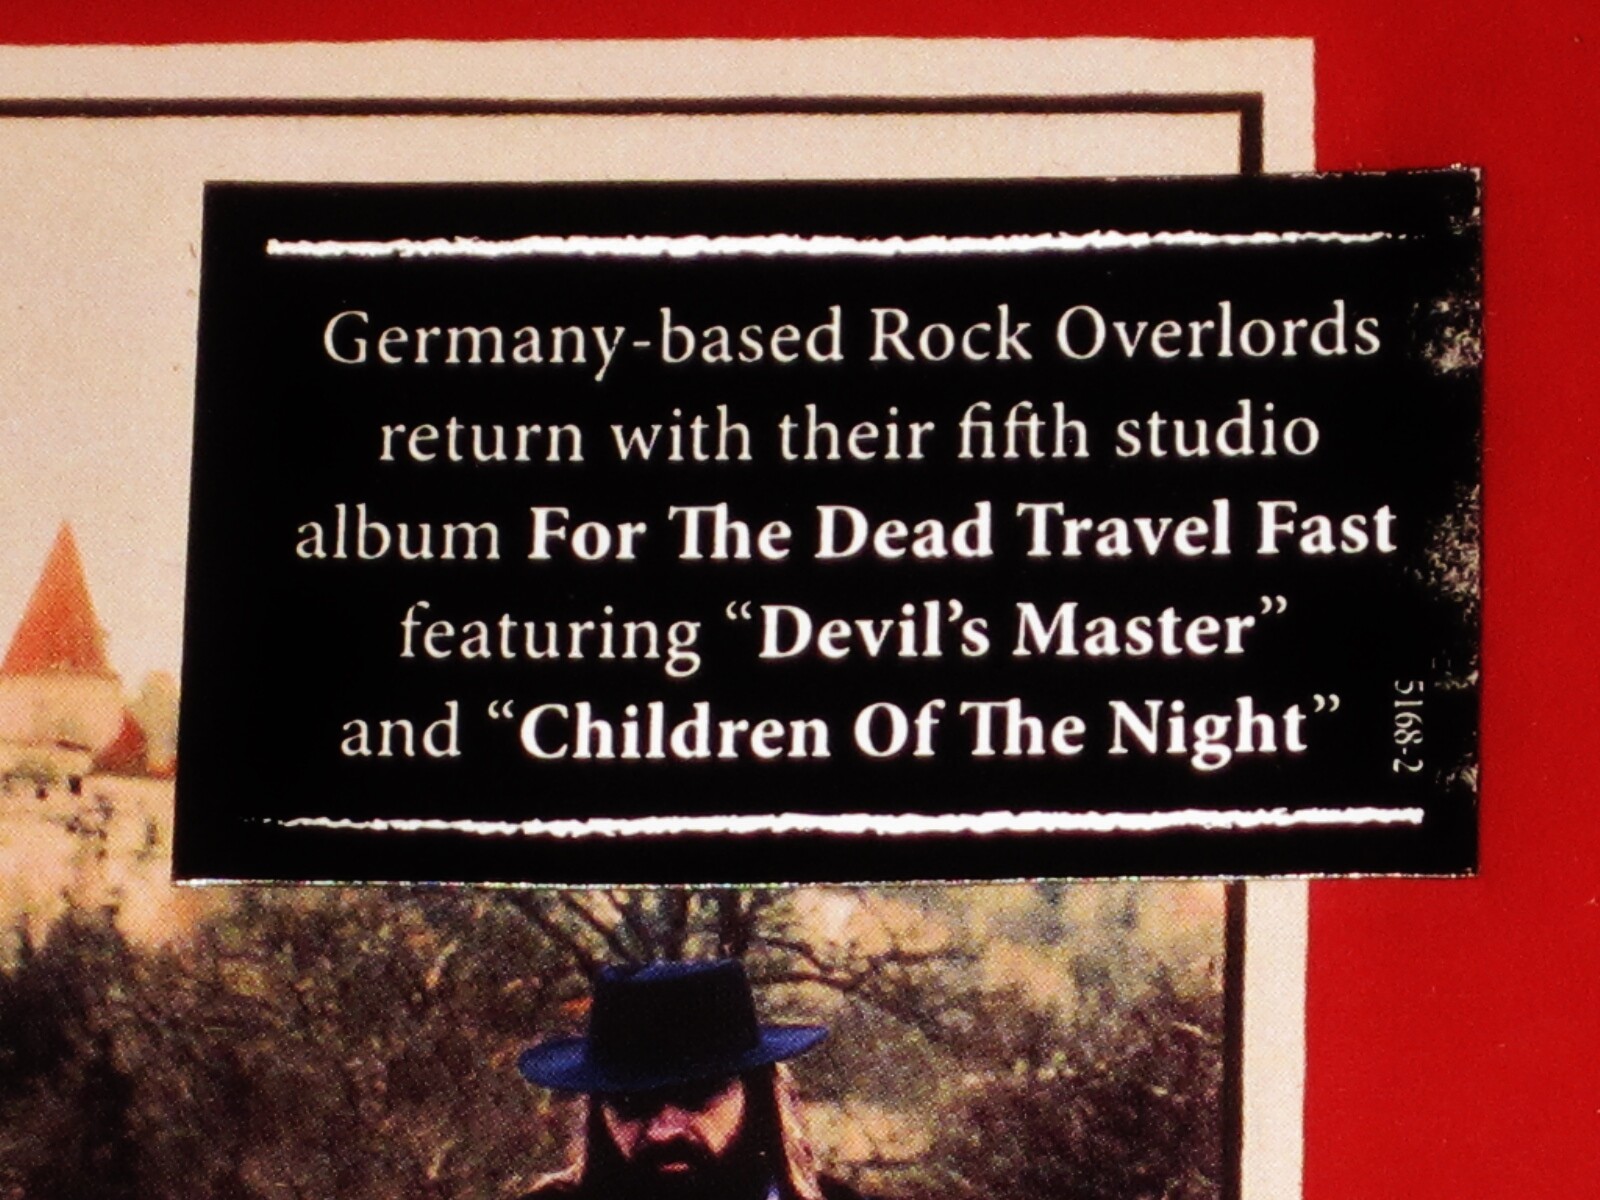 Germany-based Rock Overlords
return with their fifth studio
album For The Dead Travel Fast
featuring “Devil’s Master”
and “Children Of The Night”
5168-2